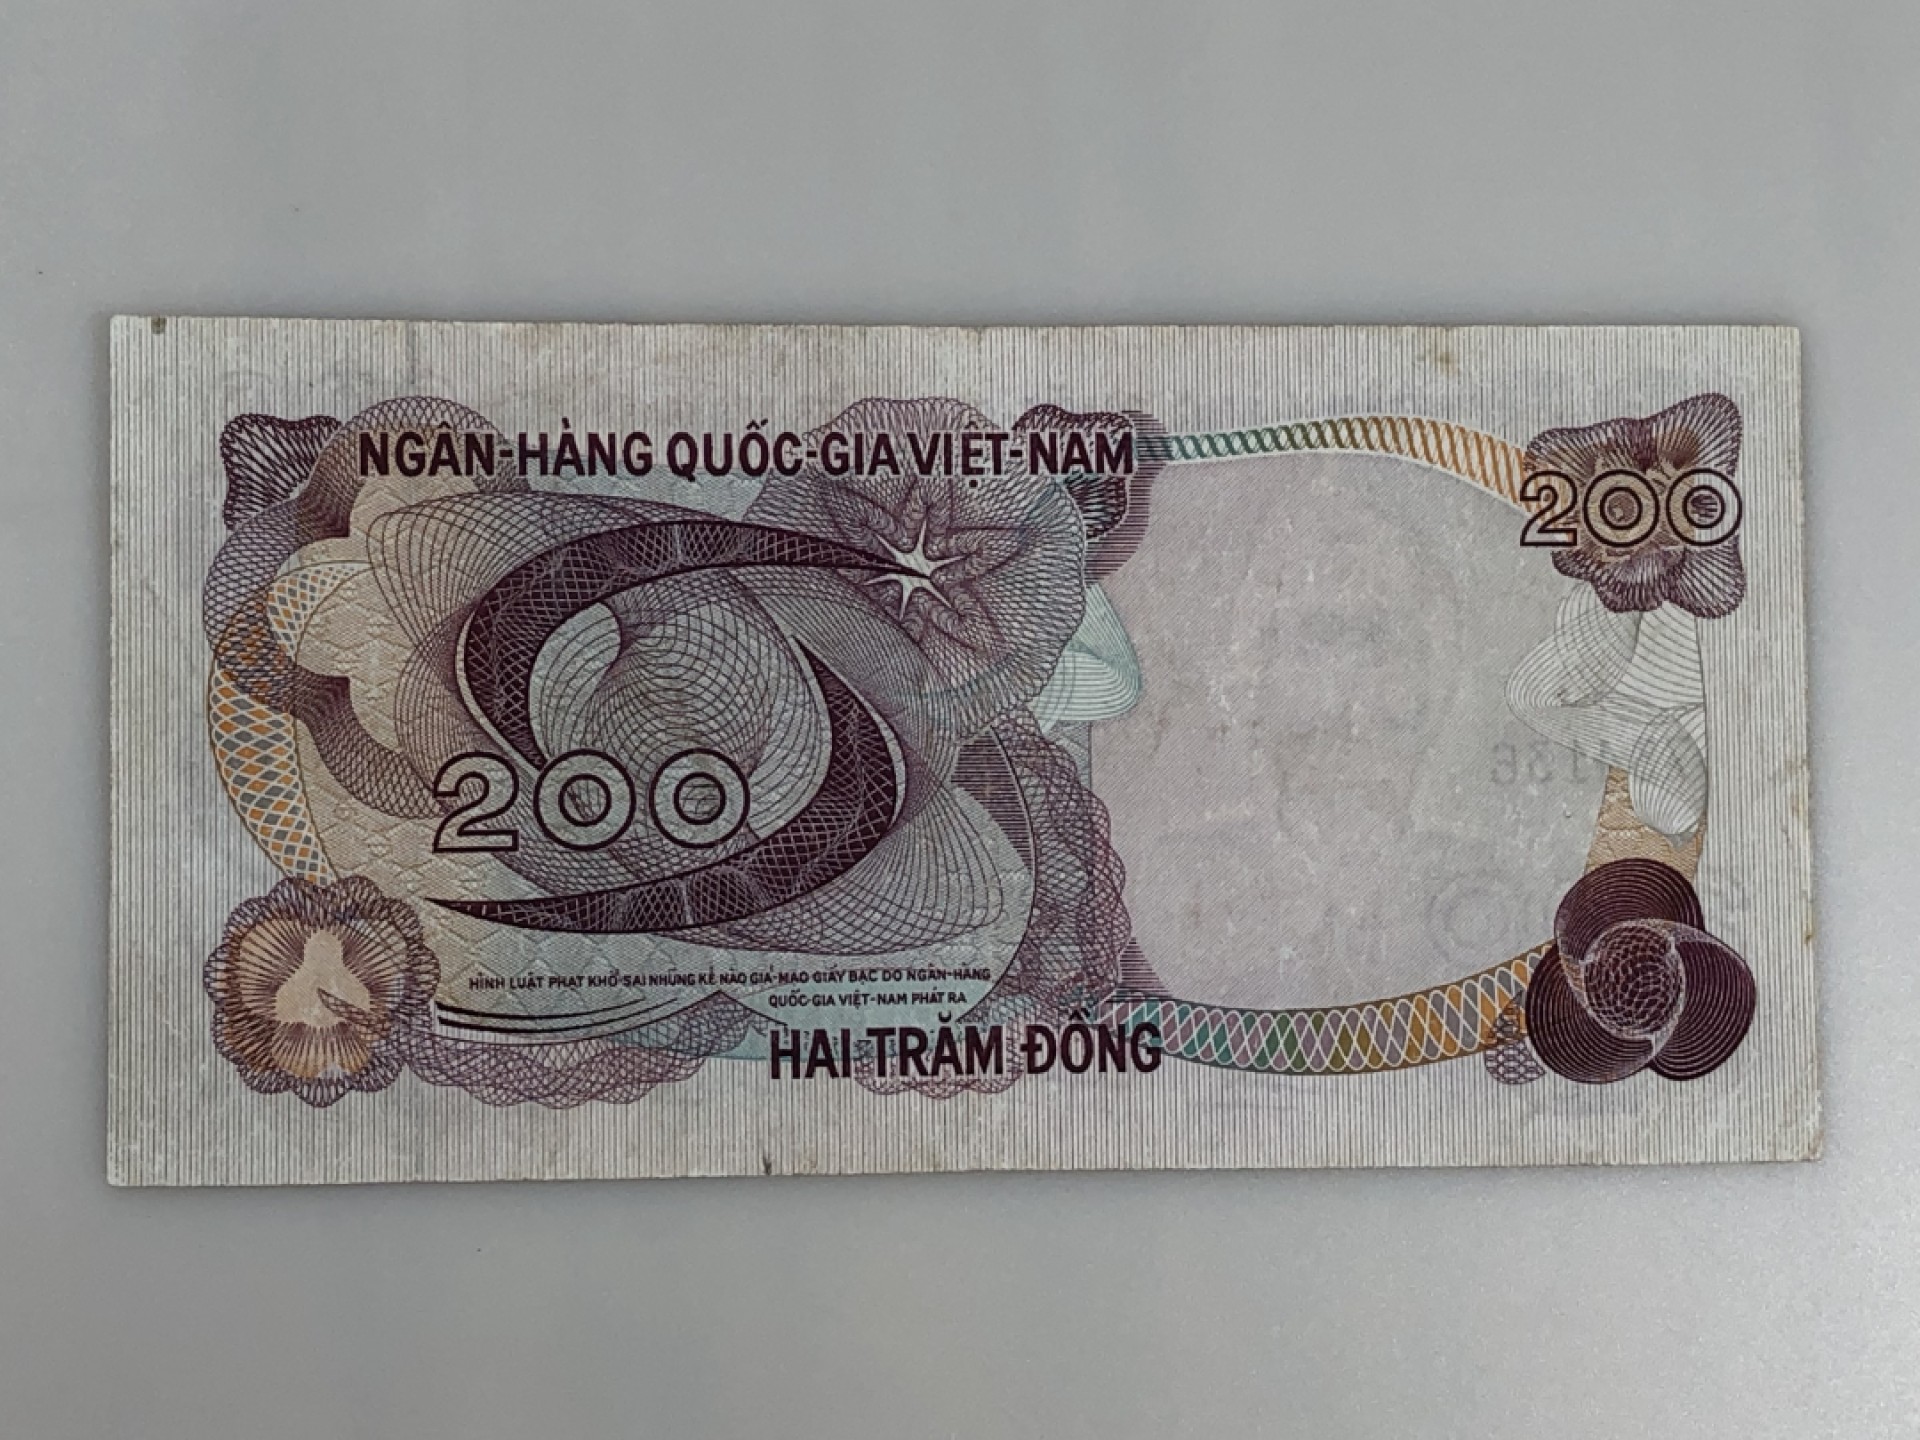 NGÂN-HÀNG QUỐC-GIA VIỆT-NAM
200
200
HÌNH LUẬT PHẠT KHỔ-SAI NHỮNG KẺ NÀO GIẢ-MẠO GIẤY BẠC DO NGÂN-HÀNG
QUỐC-GIA VIỆT-NAM PHÁT RA
HAI-TRĂM ĐỒNG